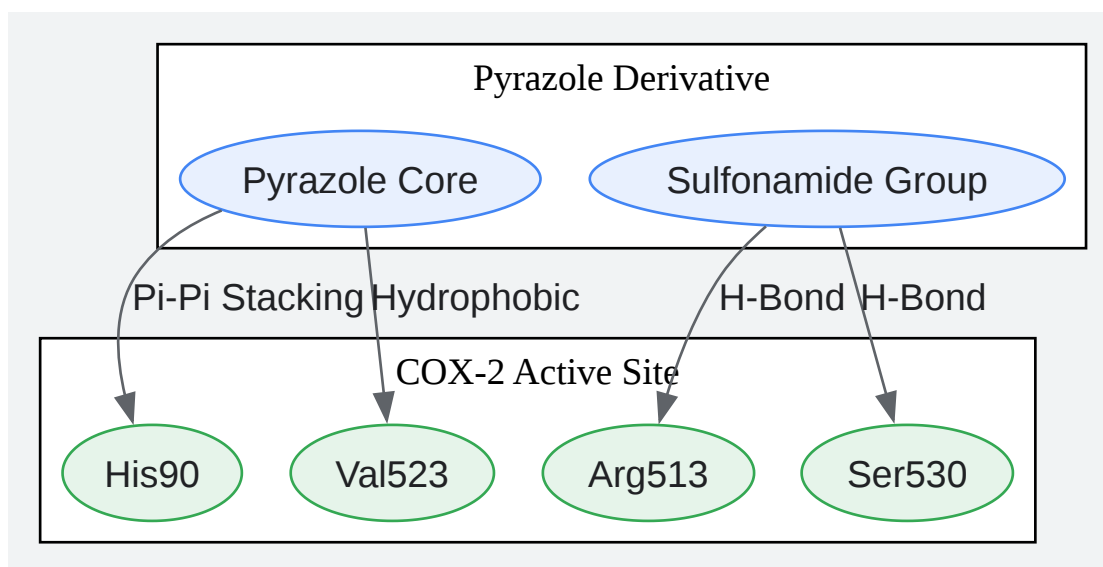 Pyrazole Derivative
Pyrazole Core
Sulfonamide Group
Pi-Pi Stacking
Hydrophobic
H-Bond
H-Bond
COX-2 Active Site
His90
Val523
Arg513
Ser530